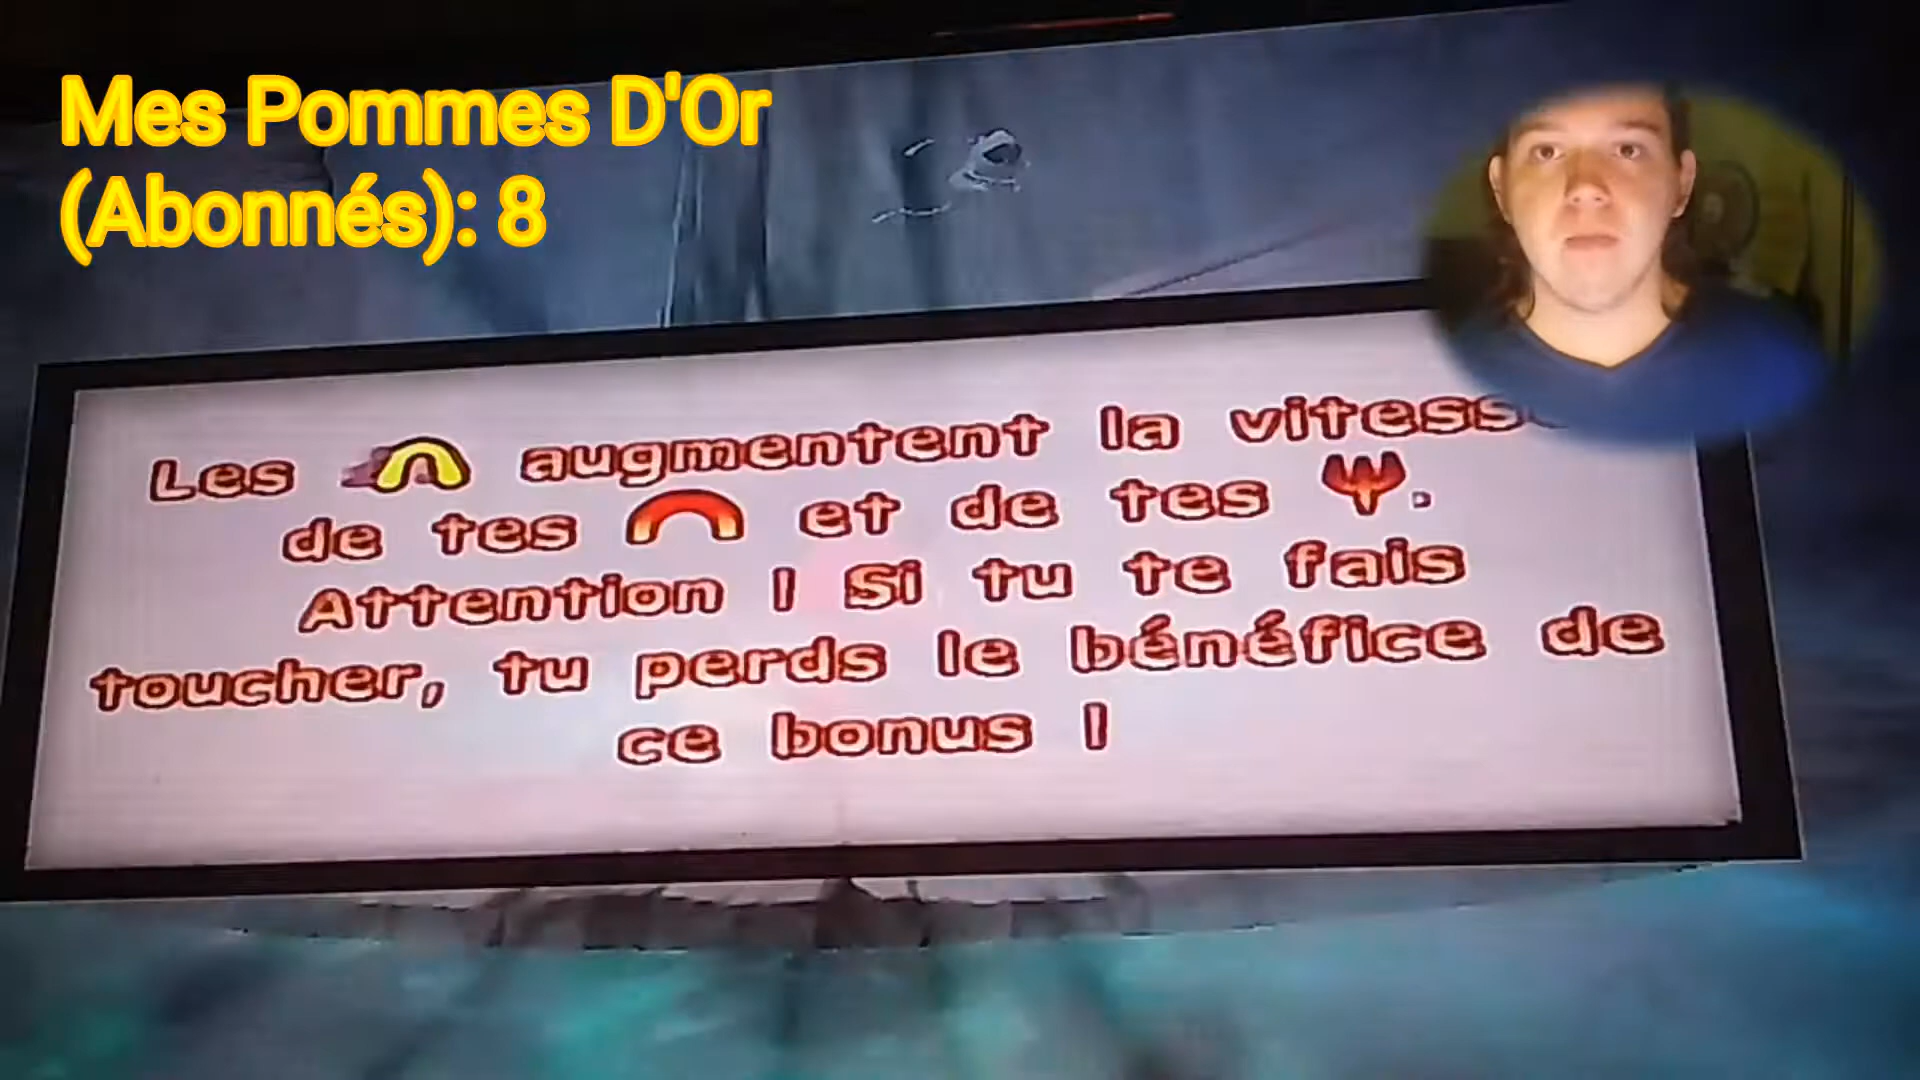 Mes Pommes D'Or
(Abonnés): 8
Les augmentent la vitesse
de tes et de tes .
Attention ! Si tu te fais
toucher, tu perds le bénéfice de
ce bonus !